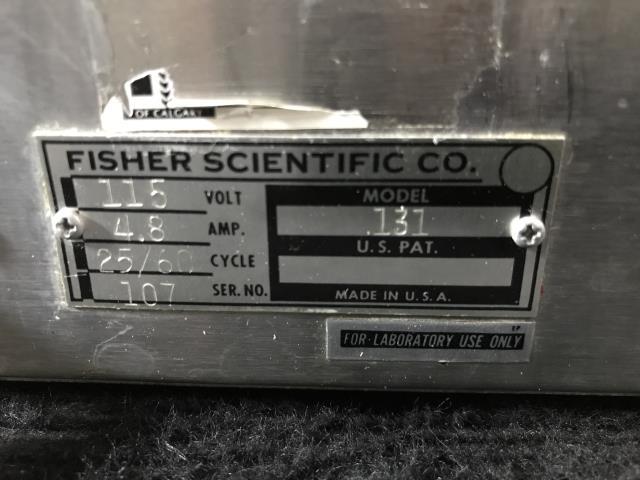 OF CALGARY
FISHER SCIENTIFIC CO.
115 VOLT
4.8 AMP.
25/60 CYCLE
107 SER. NO.
MODEL
131
U.S. PAT.
MADE IN U.S.A.
FOR LABORATORY USE ONLY